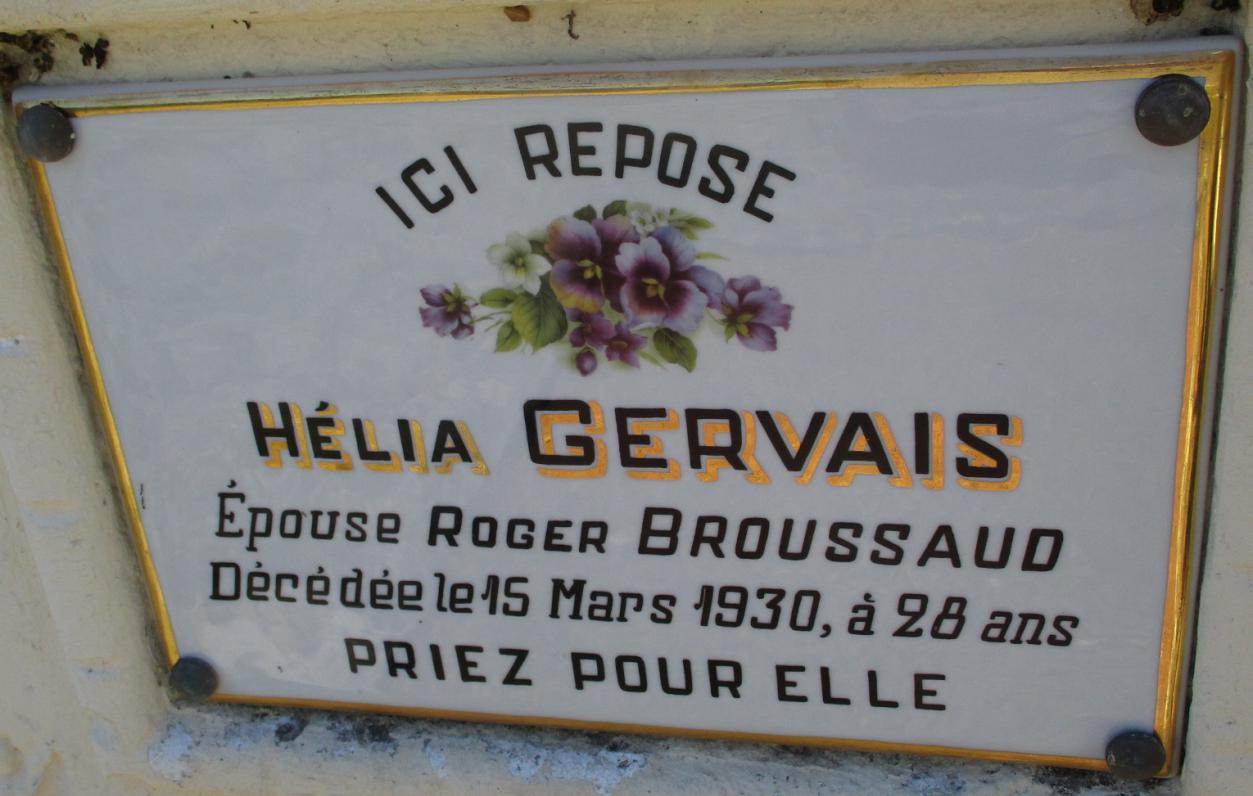 ICI REPOSE
HÉLIA GERVAIS
Épouse ROGER BROUSSAUD
Décédée le 15 Mars 1930, à 28 ans
PRIEZ POUR ELLE